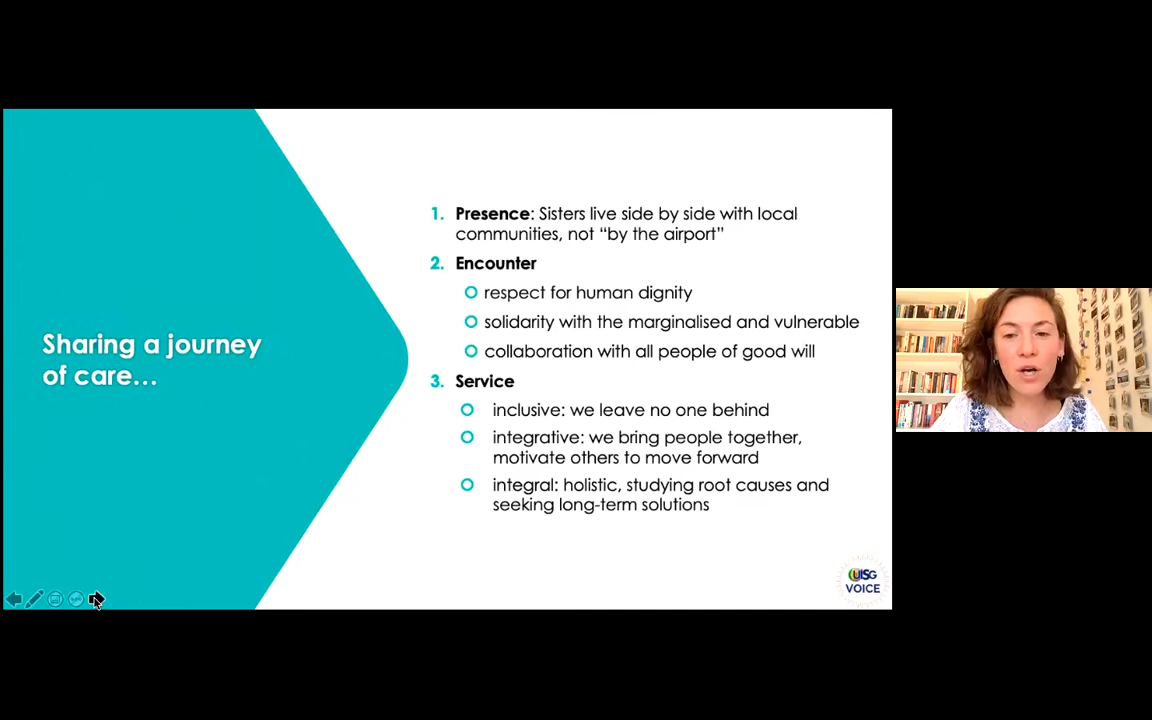 Sharing a journey
of care...
1. Presence: Sisters live side by side with local
communities, not “by the airport”
2. Encounter
respect for human dignity
solidarity with the marginalised and vulnerable
collaboration with all people of good will
3. Service
inclusive: we leave no one behind
integrative: we bring people together,
motivate others to move forward
integral: holistic, studying root causes and
seeking long-term solutions
UISG
VOICE